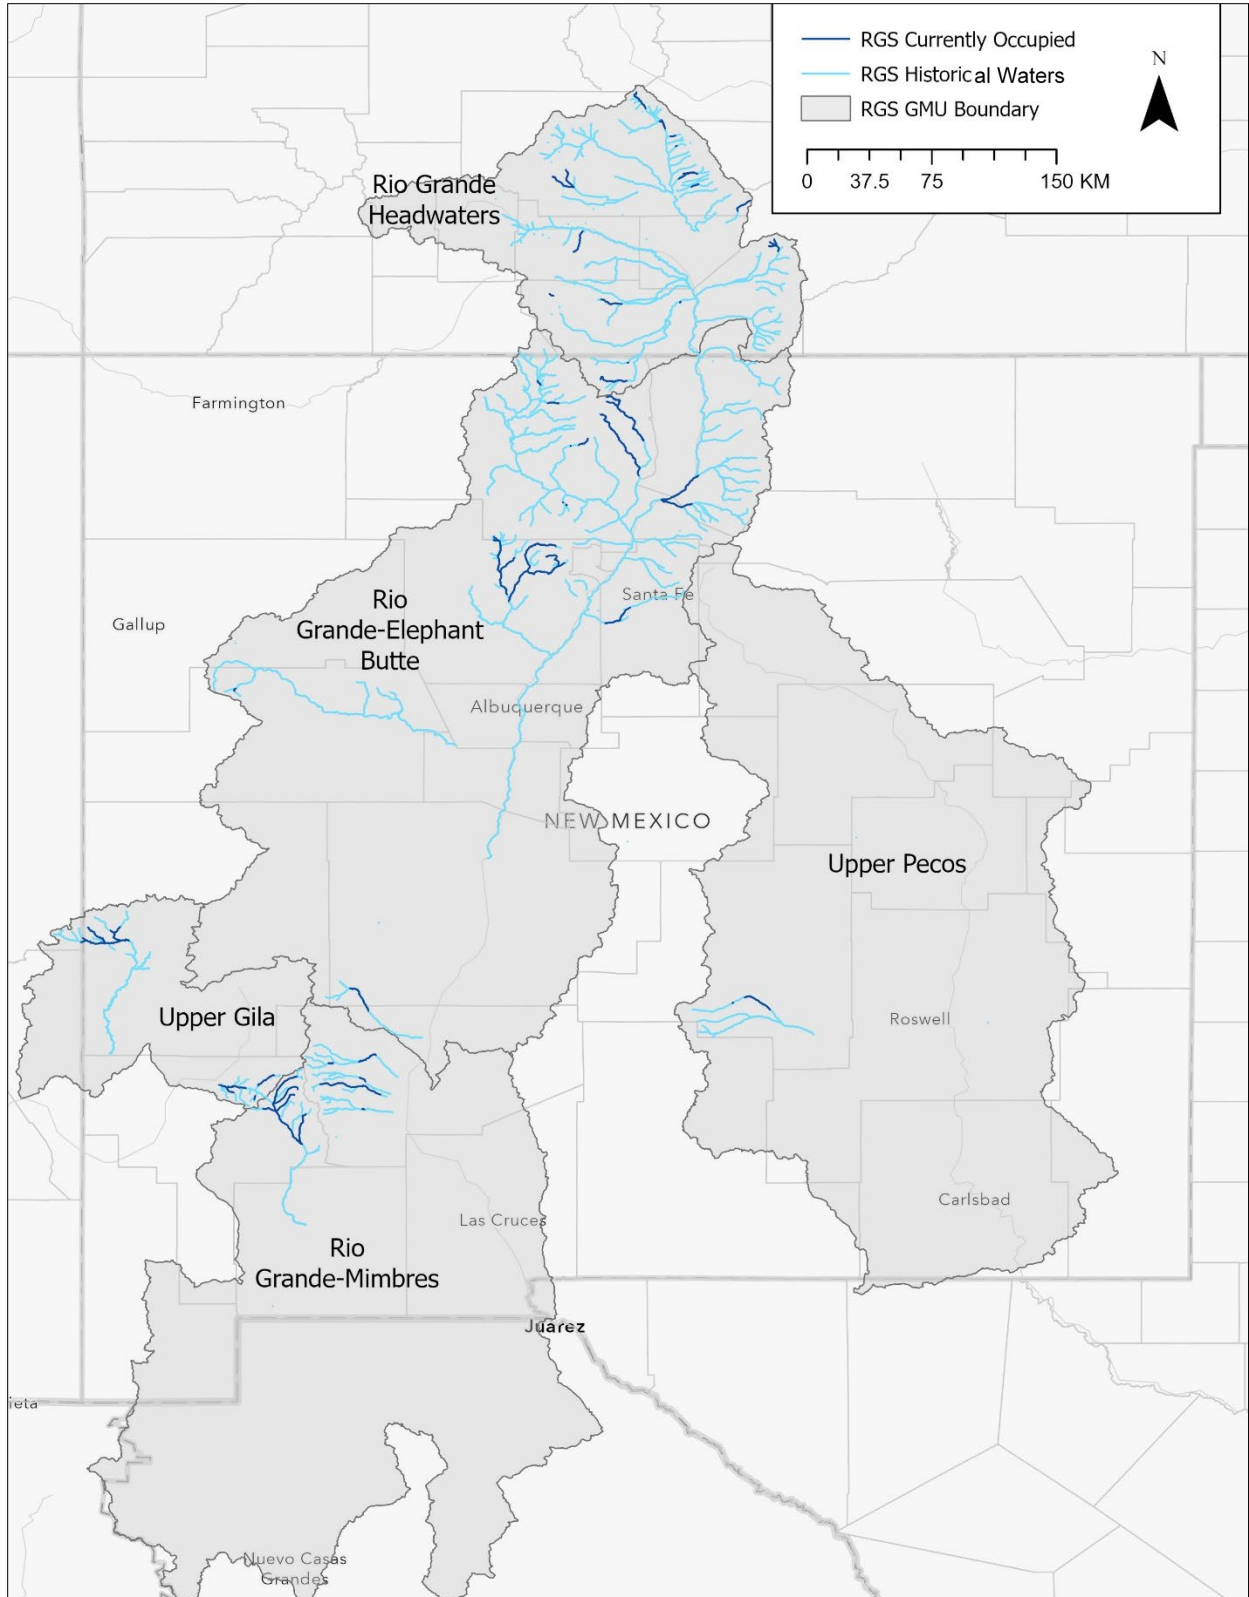 RGS Currently Occupied
RGS Historical Waters
RGS GMU Boundary
N
0 37.5 75 150 KM
Rio Grande
Headwaters
Farmington
Santa Fe
Rio
Grande-Elephant
Butte
Gallup
Albuquerque
NEW MEXICO
Upper Pecos
Upper Gila
Roswell
Carlsbad
Las Cruces
Rio
Grande-Mimbres
Juárez
ieta
Nuevo Casas
Grandes